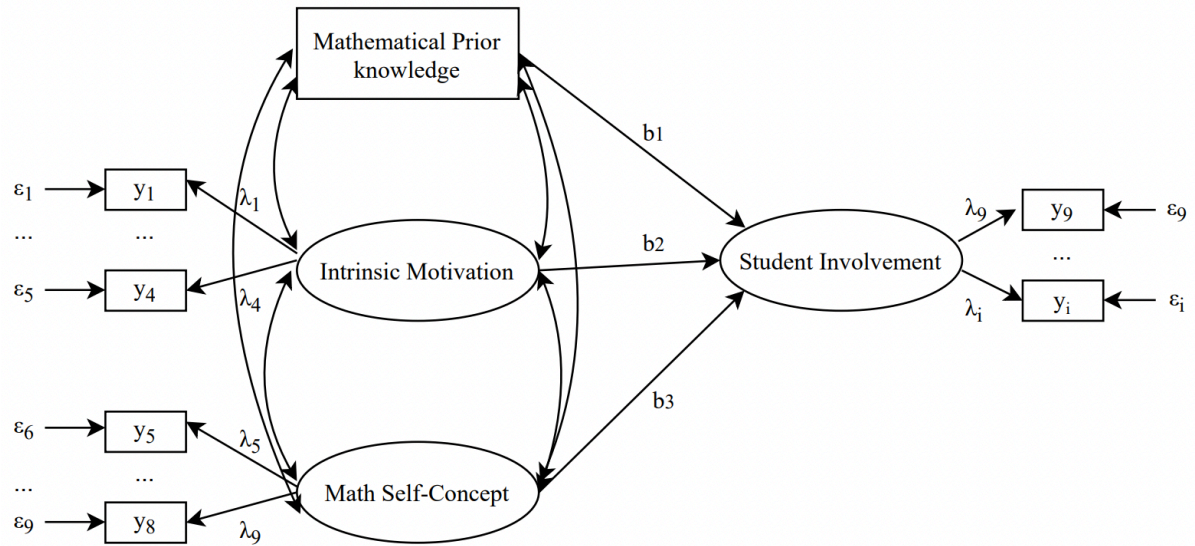 Mathematical Prior
knowledge
b1
ε1
y1
λ1
...
...
ε5
y4
λ4
Intrinsic Motivation
b2
Student Involvement
λ9
y9
ε9
...
λi
yi
εi
b3
ε6
y5
λ5
...
...
ε9
y8
λ9
Math Self-Concept